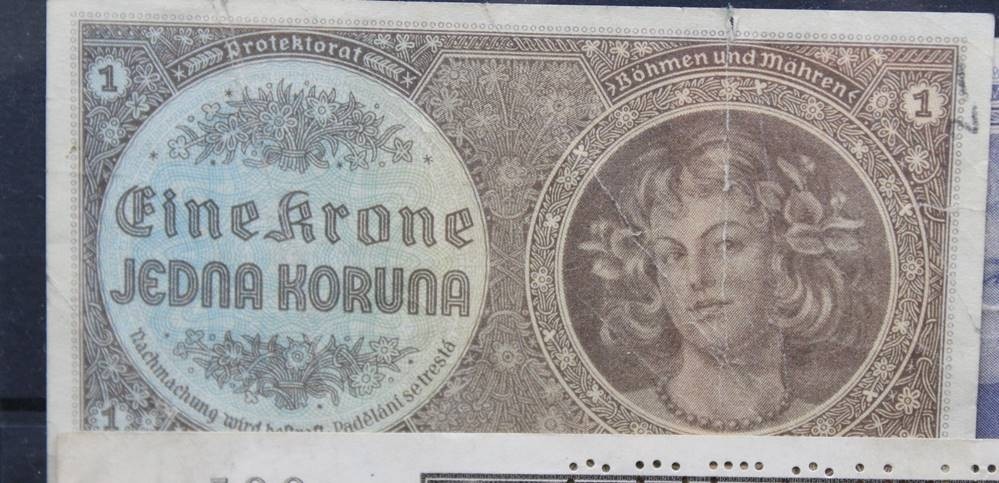 Protektorat
Böhmen und Mähren
1
1
Eine Krone
JEDNA KORUNA
Nachmachung wird bestraft. Padělání se trestá
1